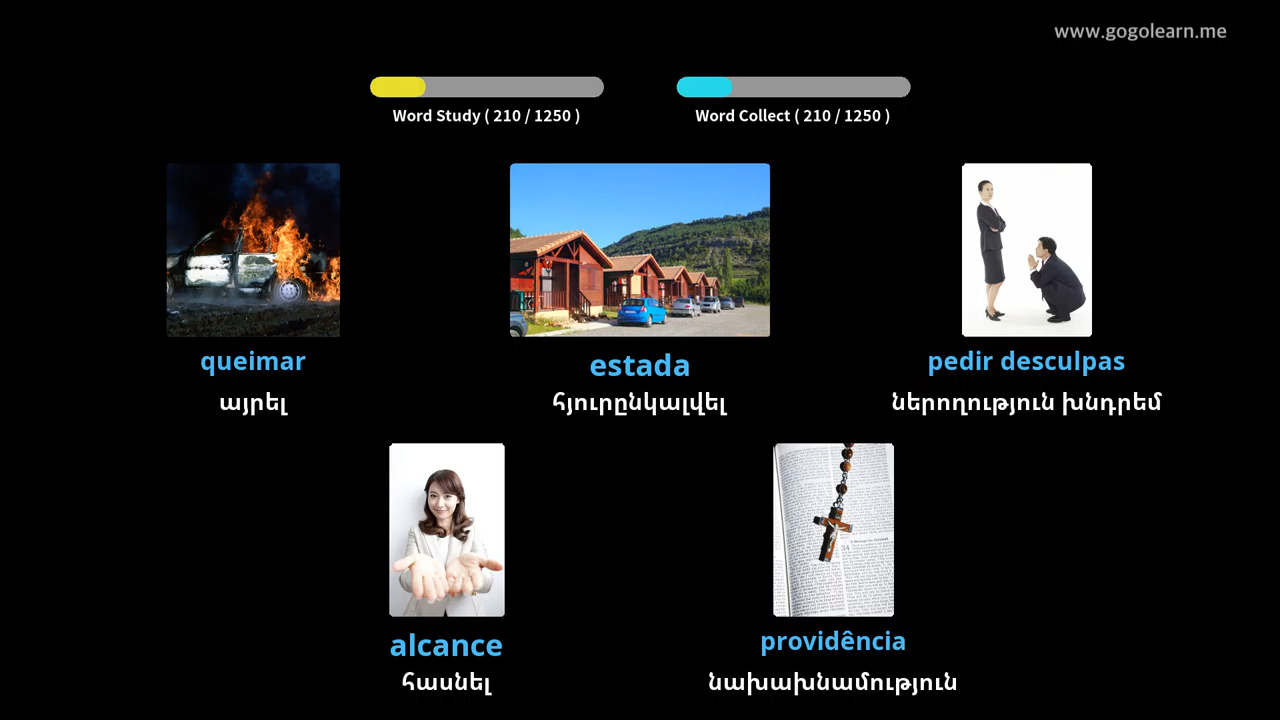 www.gogolearn.me
Word Study ( 210 / 1250 )
Word Collect ( 210 / 1250 )
queimar
այրել
estada
հյուրընկալվել
pedir desculpas
ներողություն խնդրեմ
alcance
հասնել
providência
նախախնամություն